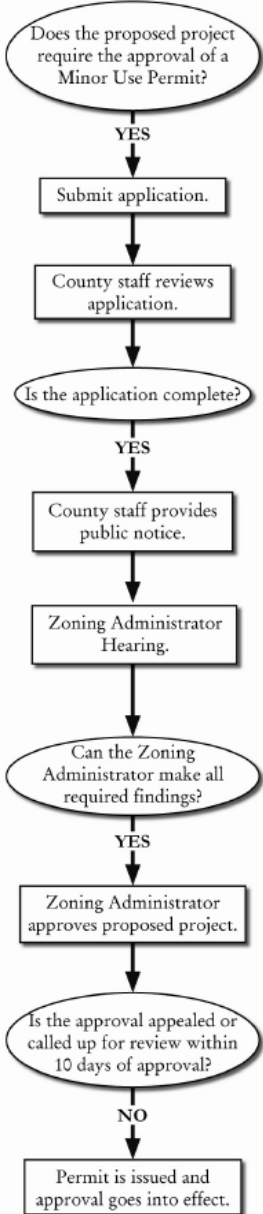 Does the proposed project
require the approval of a
Minor Use Permit?
YES
Submit application.
County staff reviews
application.
Is the application complete?
YES
County staff provides
public notice.
Zoning Administrator
Hearing.
Can the Zoning
Administrator make all
required findings?
YES
Zoning Administrator
approves proposed project.
Is the approval appealed or
called up for review within
10 days of approval?
NO
Permit is issued and
approval goes into effect.